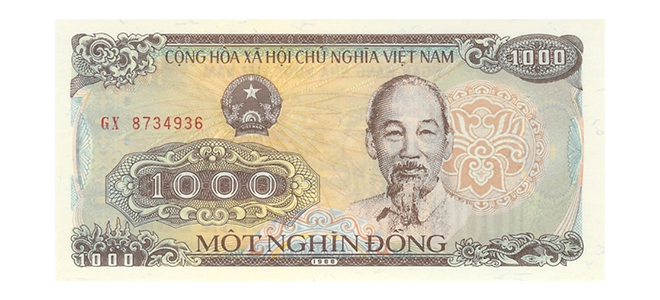 CỘNG HÒA XÃ HỘI CHỦ NGHĨA VIỆT NAM
1000
GX 8734936
1000
MỘT NGHÌN ĐỒNG
1000
1988